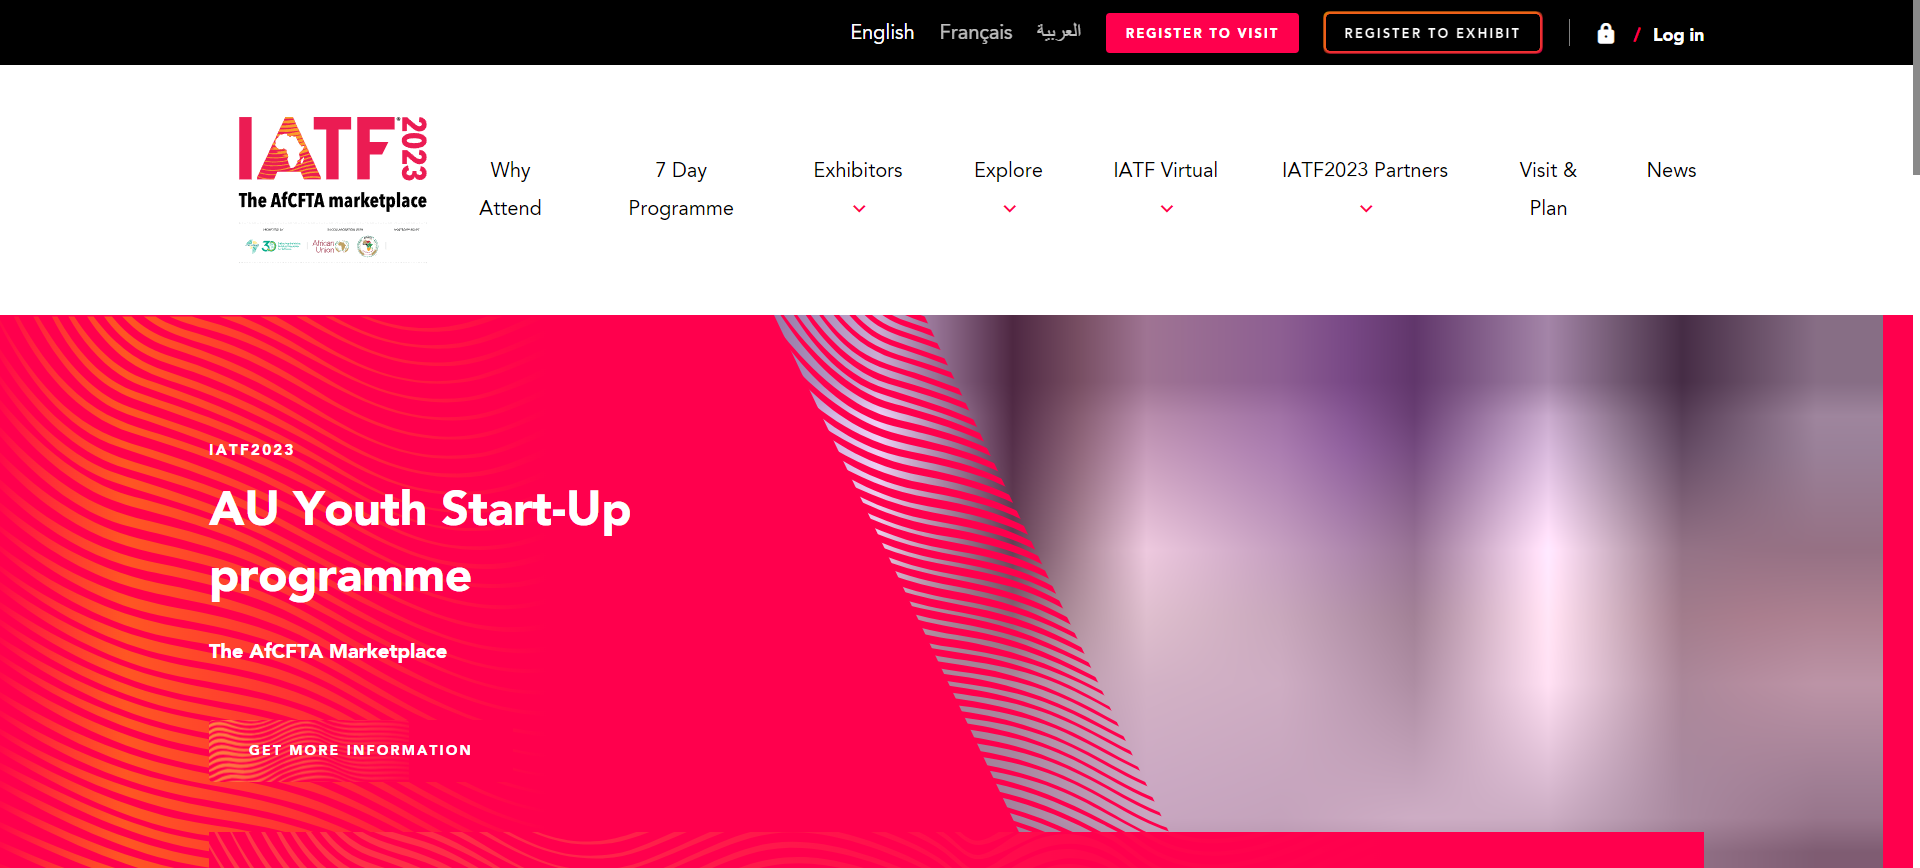 English Français العربية REGISTER TO VISIT REGISTER TO EXHIBIT / Log in
IATF 2023
The AfCFTA marketplace
African Union
Why Attend
7 Day Programme
Exhibitors
Explore
IATF Virtual
IATF2023 Partners
Visit & Plan
News
IATF2023
AU Youth Start-Up
programme
The AfCFTA Marketplace
GET MORE INFORMATION